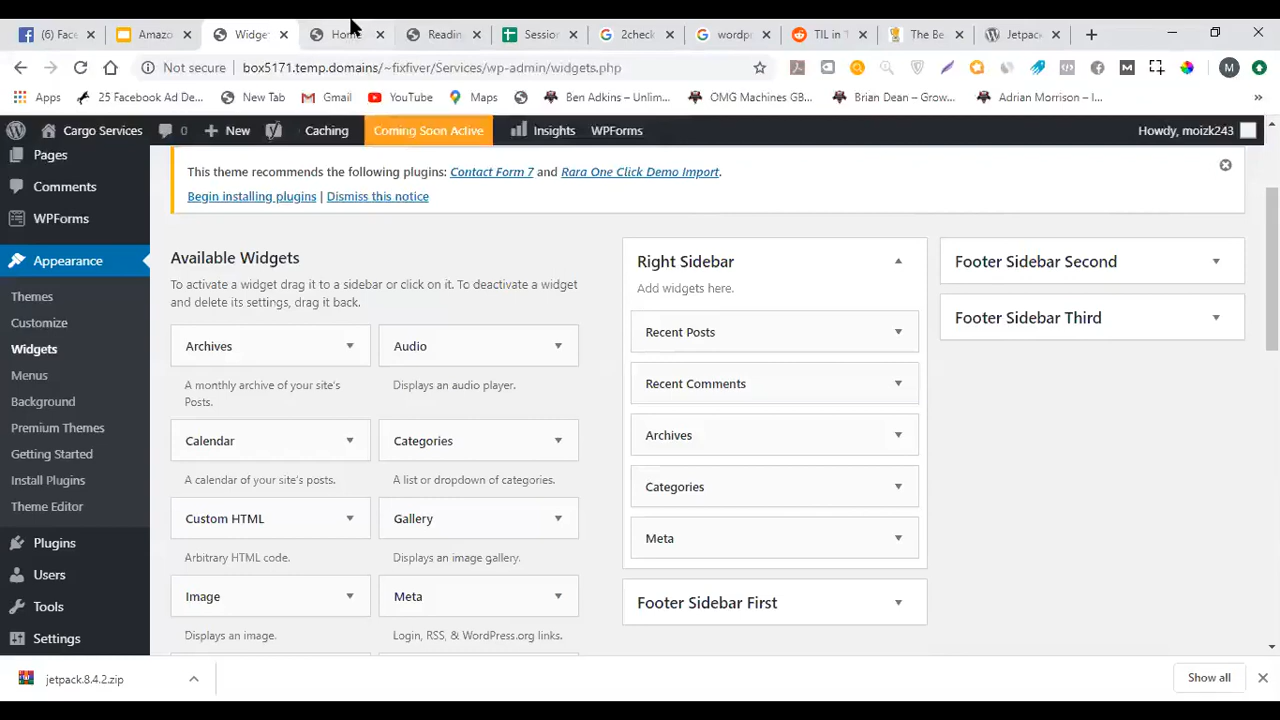 (6) Face
Amazo
Widge
Home
Readin
Sessio
2check
wordpr
TIL in T
The Be
Jetpack
Not secure
box5171.temp.domains/~fixfiver/Services/wp-admin/widgets.php
M
Apps
25 Facebook Ad De...
New Tab
Gmail
YouTube
Maps
Ben Adkins – Unlim...
OMG Machines GB...
Brian Dean – Grow...
Adrian Morrison – I...
Cargo Services
0
New
Caching
Coming Soon Active
Insights
WPForms
Howdy, moizk243
Pages
Comments
WPForms
Appearance
Themes
Customize
Widgets
Menus
Background
Premium Themes
Getting Started
Install Plugins
Theme Editor
Plugins
Users
Tools
Settings
This theme recommends the following plugins: Contact Form 7 and Rara One Click Demo Import.
Begin installing plugins | Dismiss this notice
Available Widgets
To activate a widget drag it to a sidebar or click on it. To deactivate a widget
and delete its settings, drag it back.
Archives
A monthly archive of your site's
Posts.
Audio
Displays an audio player.
Calendar
A calendar of your site's posts.
Categories
A list or dropdown of categories.
Custom HTML
Arbitrary HTML code.
Gallery
Displays an image gallery.
Image
Displays an image.
Meta
Login, RSS, & WordPress.org links.
Right Sidebar
Add widgets here.
Recent Posts
Recent Comments
Archives
Categories
Meta
Footer Sidebar First
Footer Sidebar Second
Footer Sidebar Third
jetpack.8.4.2.zip
Show all